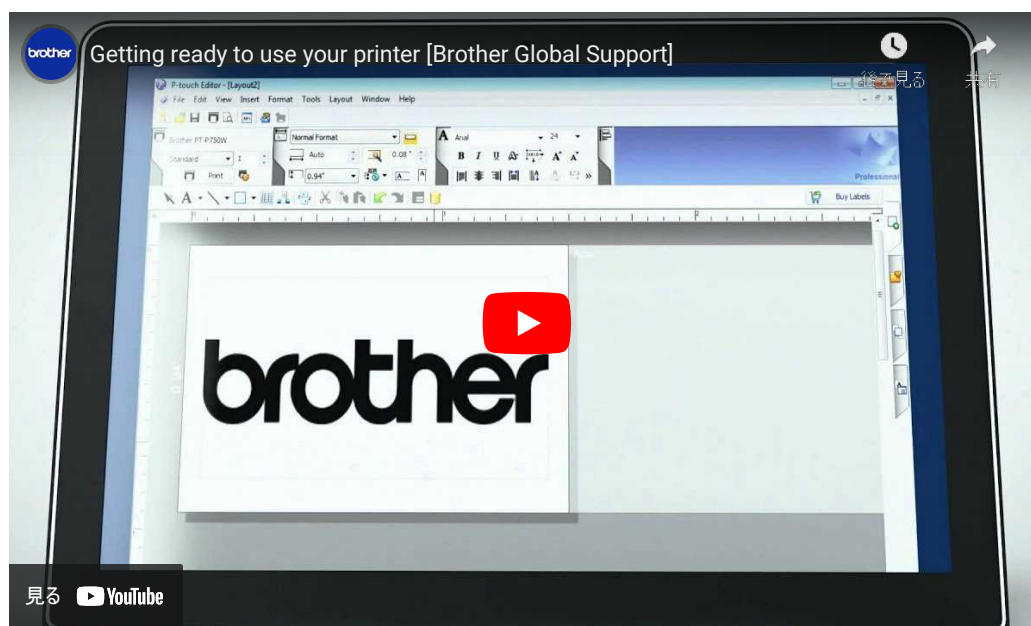 brother
Getting ready to use your printer [Brother Global Support]
後で見る
共有
P-touch Editor - [Layout2]
File Edit View Insert Format Tools Layout Window Help
Brother PT-P750W
Normal Format
A Arial 24
Standard 1
Auto 0.08"
B I U
Print
0.94"
Professional
Buy Labels
brother
見る YouTube